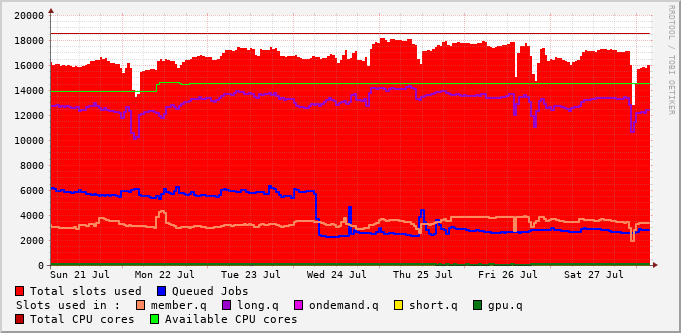 20000
18000
16000
14000
12000
10000
8000
6000
4000
2000
0
Sun 21 Jul Mon 22 Jul Tue 23 Jul Wed 24 Jul Thu 25 Jul Fri 26 Jul Sat 27 Jul
Total slots used Queued Jobs
Slots used in : member.q long.q ondemand.q short.q gpu.q
Total CPU cores Available CPU cores
RRDTOOL / TOBI OETIKER